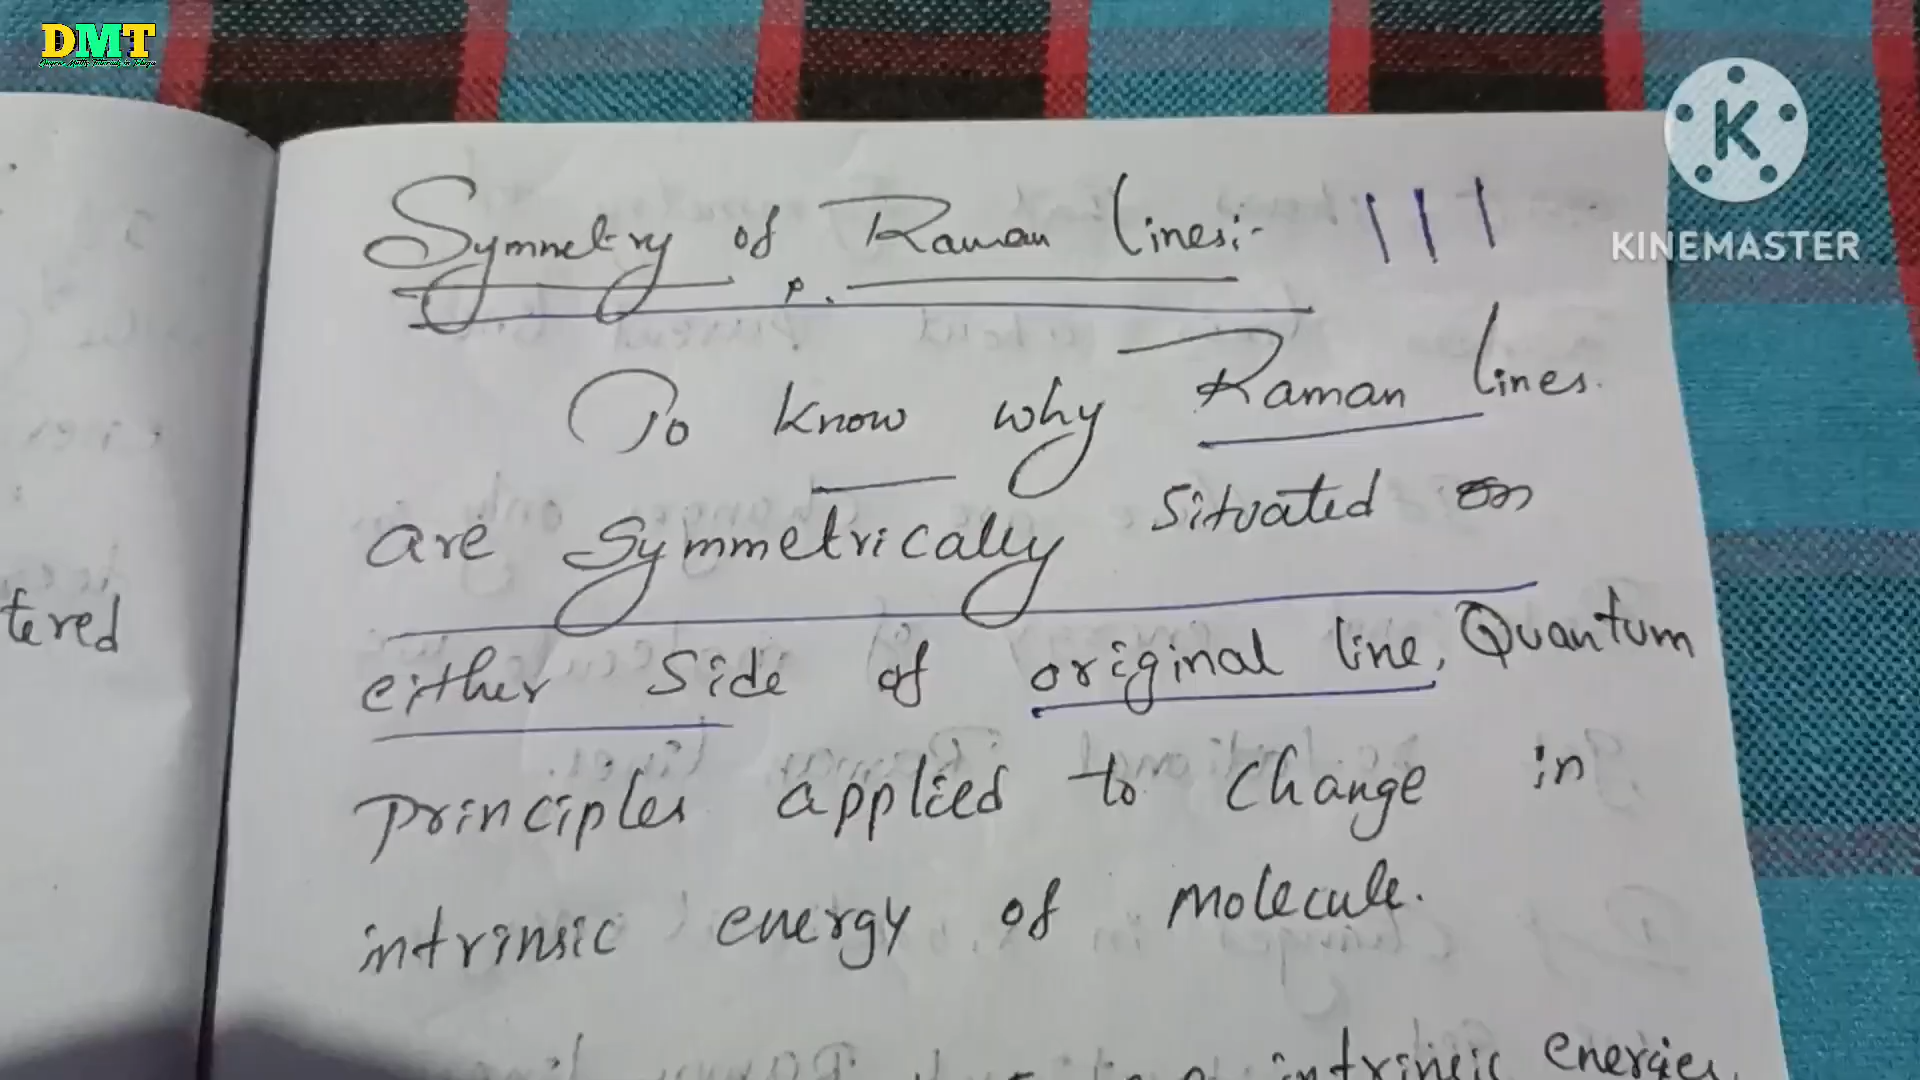 DMT
KINEMASTER
Symmetry of Raman lines:-
To know why Raman lines.
are Symmetrically situated on
either side of original line, Quantum
principles applied to change in
intrinsic energy of molecule.
intrinsic energies
tered